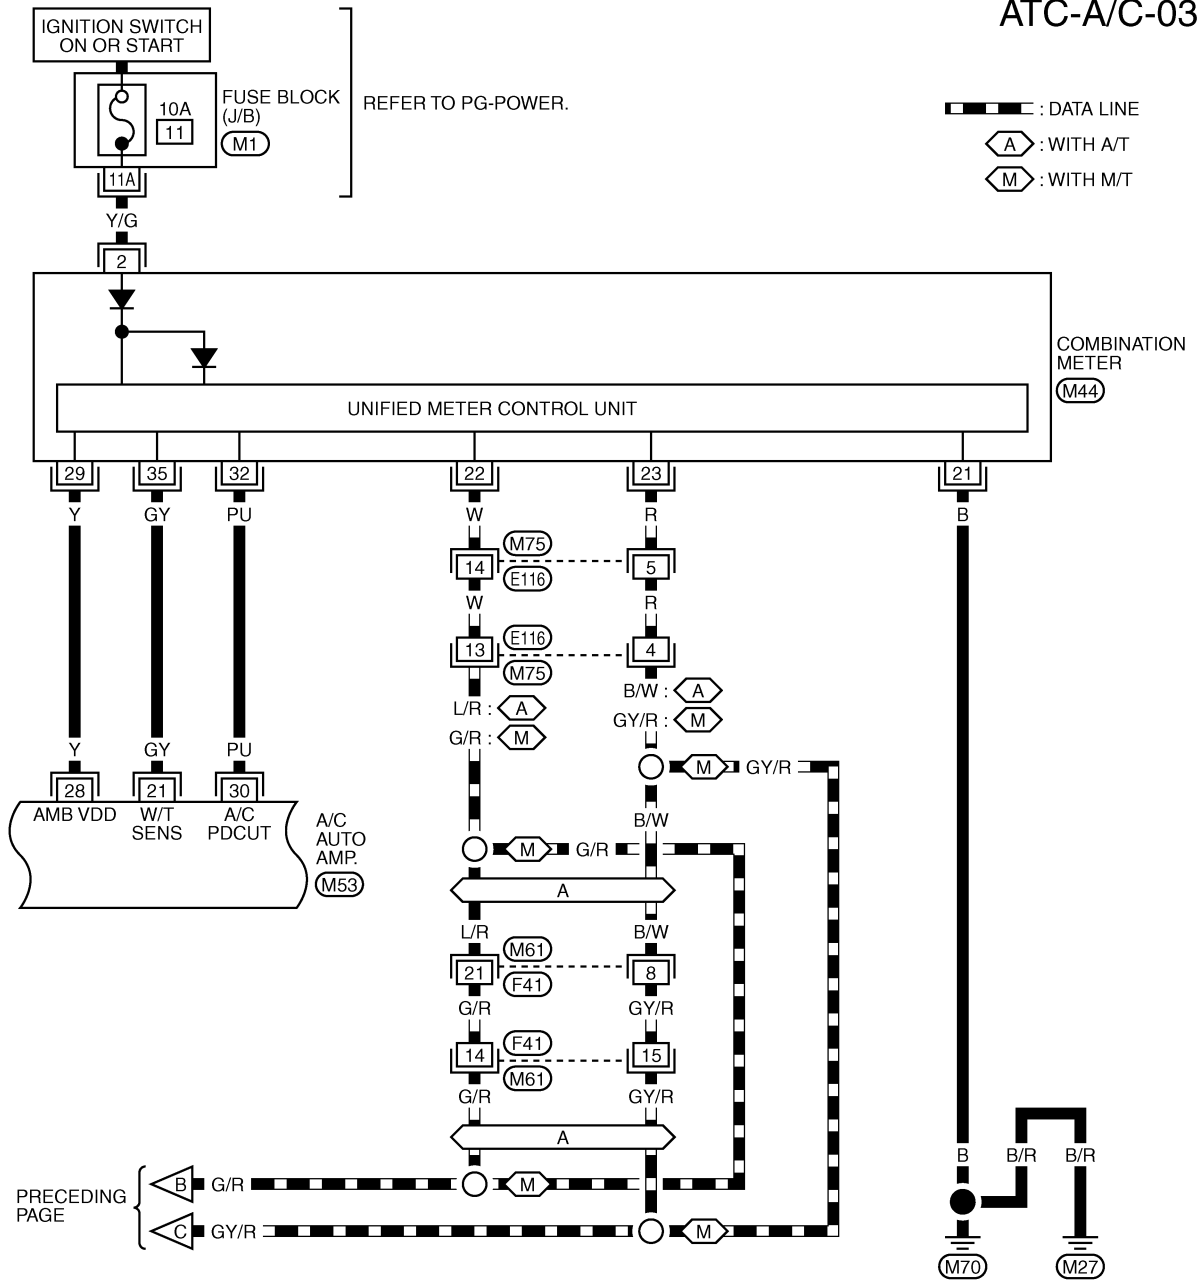 ATC-A/C-03
IGNITION SWITCH
ON OR START
10A
11
FUSE BLOCK
(J/B)
M1
REFER TO PG-POWER.
: DATA LINE
A : WITH A/T
M : WITH M/T
11A
Y/G
2
COMBINATION
METER
M44
UNIFIED METER CONTROL UNIT
29 35 32 22 23 21
Y GY PU W R B
M75
14 5
E116
W R
E116
13 4
M75
B/W : A
L/R : A
GY/R : M
G/R : M
Y GY PU
M GY/R
28 21 30
AMB VDD
W/T
SENS
A/C
PDCUT
A/C
AUTO
AMP.
M53
B/W
M G/R
A
L/R B/W
M61
21 8
F41
G/R GY/R
F41
14 15
M61
G/R GY/R
A
B B/R B/R
PRECEDING
PAGE
B G/R M
C GY/R M
M70 M27